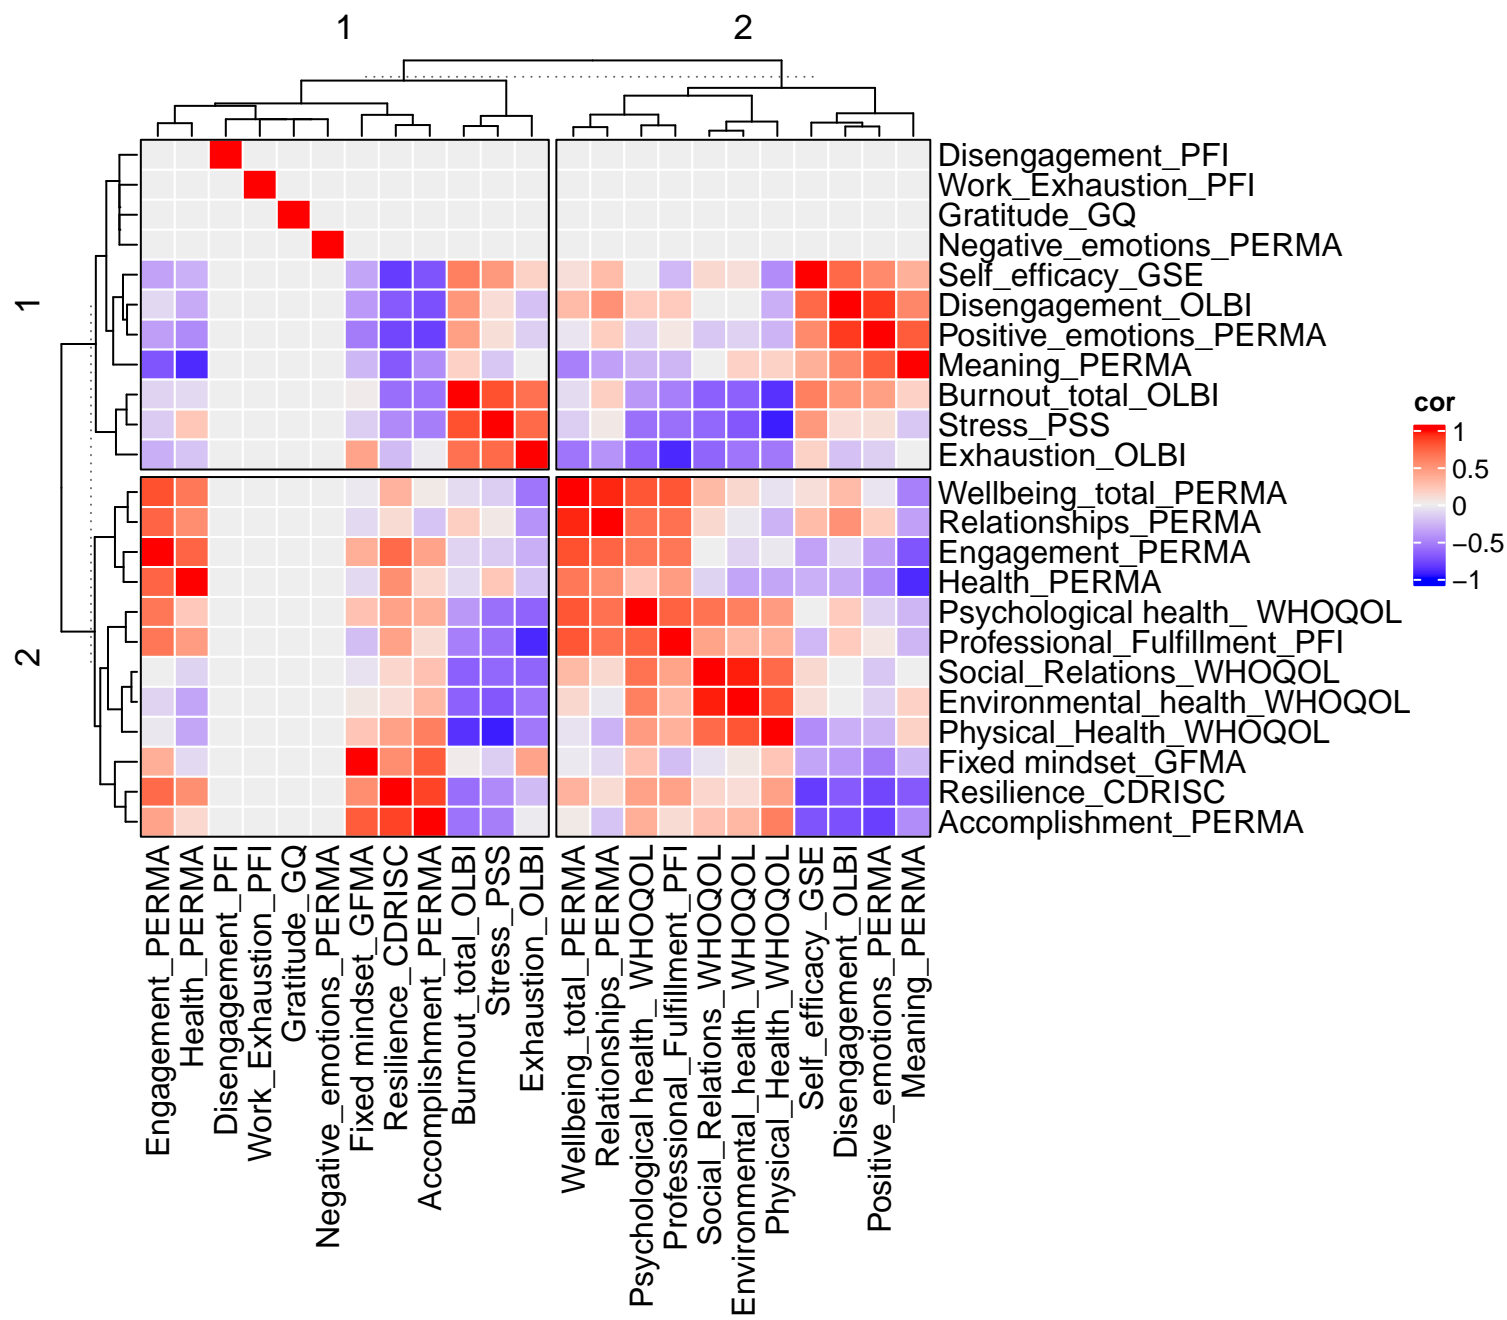 1
2
1
2
Disengagement_PFI
Work_Exhaustion_PFI
Gratitude_GQ
Negative_emotions_PERMA
Self_efficacy_GSE
Disengagement_OLBI
Positive_emotions_PERMA
Meaning_PERMA
Burnout_total_OLBI
Stress_PSS
Exhaustion_OLBI
Wellbeing_total_PERMA
Relationships_PERMA
Engagement_PERMA
Health_PERMA
Psychological health_ WHOQOL
Professional_Fulfillment_PFI
Social_Relations_WHOQOL
Environmental_health_WHOQOL
Physical_Health_WHOQOL
Fixed mindset_GFMA
Resilience_CDRISC
Accomplishment_PERMA
cor
1
0.5
0
−0.5
−1
Engagement_PERMA
Health_PERMA
Disengagement_PFI
Work_Exhaustion_PFI
Gratitude_GQ
Negative_emotions_PERMA
Fixed mindset_GFMA
Resilience_CDRISC
Accomplishment_PERMA
Burnout_total_OLBI
Stress_PSS
Exhaustion_OLBI
Wellbeing_total_PERMA
Relationships_PERMA
Psychological health_ WHOQOL
Professional_Fulfillment_PFI
Social_Relations_WHOQOL
Environmental_health_WHOQOL
Physical_Health_WHOQOL
Self_efficacy_GSE
Disengagement_OLBI
Positive_emotions_PERMA
Meaning_PERMA